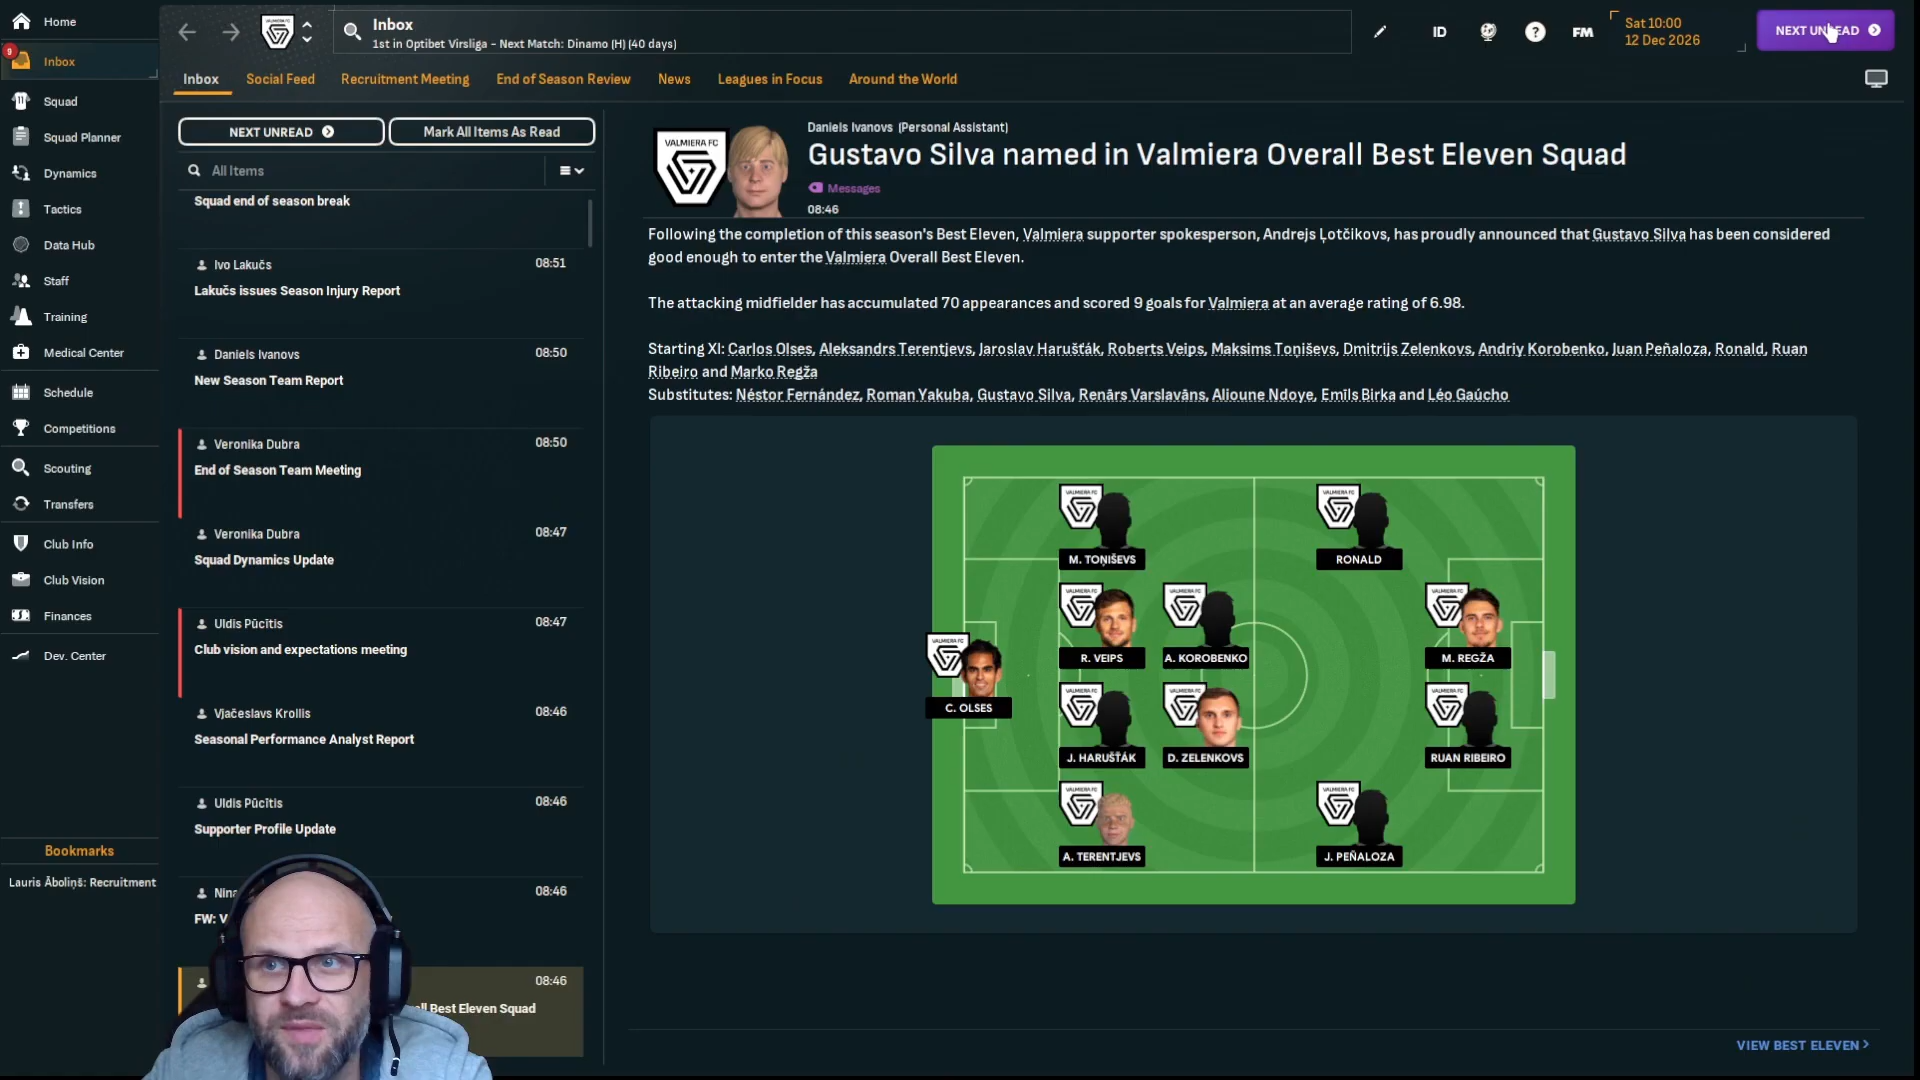 Home
Inbox
1st in Optibet Virsliga - Next Match: Dinamo (H) (40 days)
ID
FM
Sat 10:00
12 Dec 2026
NEXT UNREAD
9
Inbox
Squad
Squad Planner
Dynamics
Tactics
Data Hub
Staff
Training
Medical Center
Schedule
Competitions
Scouting
Transfers
Club Info
Club Vision
Finances
Dev. Center
Bookmarks
Lauris Āboliņš: Recruitment
Inbox
Social Feed
Recruitment Meeting
End of Season Review
News
Leagues in Focus
Around the World
NEXT UNREAD
Mark All Items As Read
All Items
Squad end of season break
Ivo Lakučs 08:51
Lakučs issues Season Injury Report
Daniels Ivanovs 08:50
New Season Team Report
Veronika Dubra 08:50
End of Season Team Meeting
Veronika Dubra 08:47
Squad Dynamics Update
Uldis Pūcītis 08:47
Club vision and expectations meeting
Vjačeslavs Krollis 08:46
Seasonal Performance Analyst Report
Uldis Pūcītis 08:46
Supporter Profile Update
Nina 08:46
FW: V
08:46
all Best Eleven Squad
VALMIERA FC
Daniels Ivanovs (Personal Assistant)
Gustavo Silva named in Valmiera Overall Best Eleven Squad
Messages
08:46
Following the completion of this season's Best Eleven, Valmiera supporter spokesperson, Andrejs Ļotčikovs, has proudly announced that Gustavo Silva has been considered
good enough to enter the Valmiera Overall Best Eleven.
The attacking midfielder has accumulated 70 appearances and scored 9 goals for Valmiera at an average rating of 6.98.
Starting XI: Carlos Olses, Aleksandrs Terentjevs, Jaroslav Harušťák, Roberts Veips, Maksims Toņiševs, Dmitrijs Zelenkovs, Andriy Korobenko, Juan Peñaloza, Ronald, Ruan
Ribeiro and Marko Regža
Substitutes: Néstor Fernández, Roman Yakuba, Gustavo Silva, Renārs Varslavāns, Alioune Ndoye, Emīls Birka and Léo Gaúcho
M. TOŅIŠEVS
RONALD
R. VEIPS
A. KOROBENKO
M. REGŽA
C. OLSES
J. HARUŠŤÁK
D. ZELENKOVS
RUAN RIBEIRO
A. TERENTJEVS
J. PEÑALOZA
VIEW BEST ELEVEN